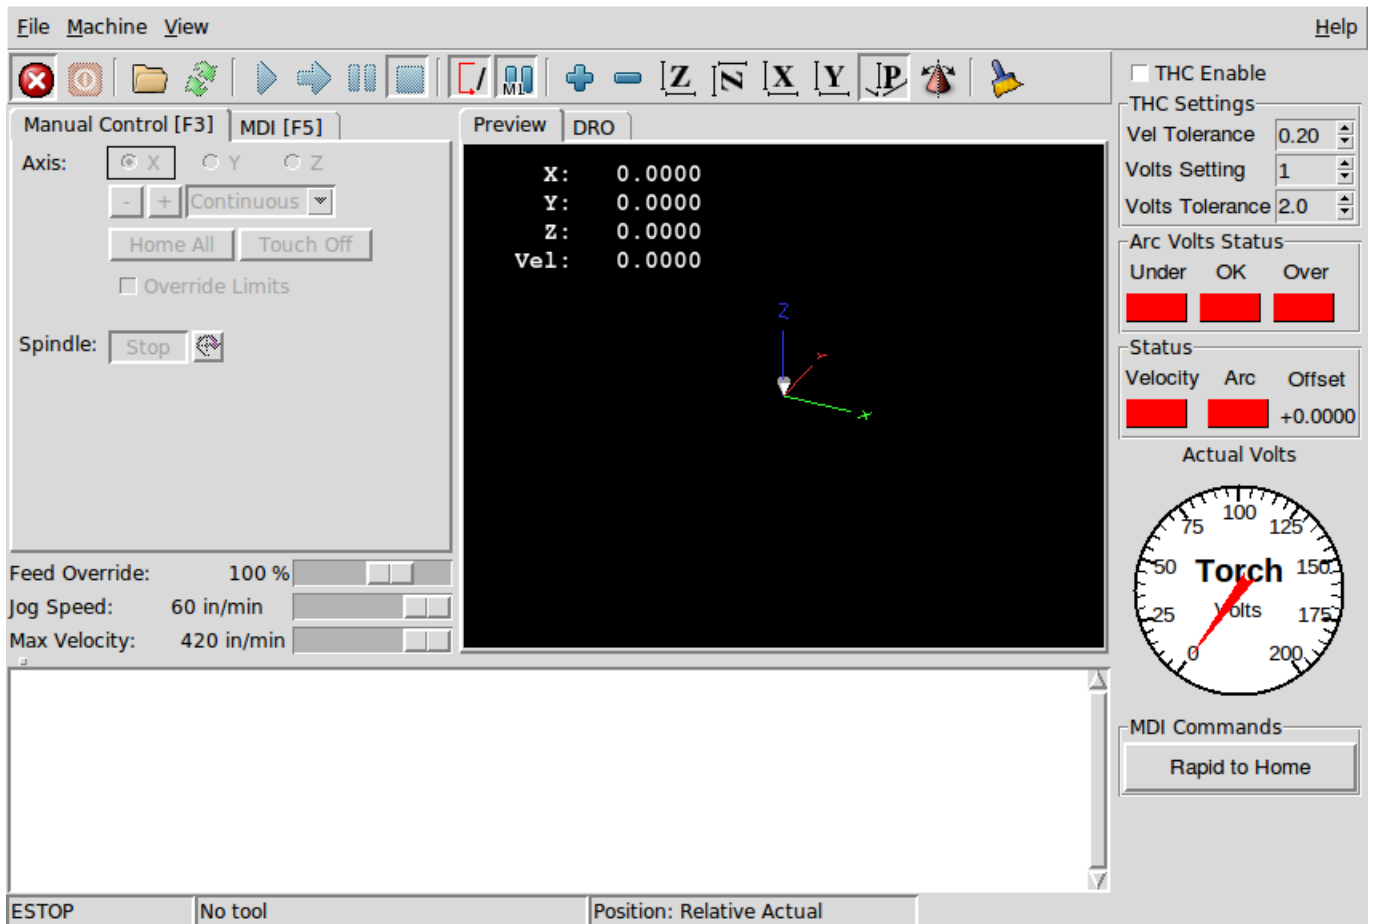 File Machine View Help
Z N X Y P
M1
Manual Control [F3] MDI [F5]
Axis: X Y Z
- + Continuous
Home All Touch Off
Override Limits
Spindle: Stop
Feed Override: 100 %
Jog Speed: 60 in/min
Max Velocity: 420 in/min
Preview DRO
X: 0.0000
Y: 0.0000
Z: 0.0000
Vel: 0.0000
Z
Y
X
THC Enable
THC Settings
Vel Tolerance 0.20
Volts Setting 1
Volts Tolerance 2.0
Arc Volts Status
Under OK Over
Status
Velocity Arc Offset
+0.0000
Actual Volts
0 25 50 75 100 125 150 175 200
Torch
Volts
MDI Commands
Rapid to Home
ESTOP No tool Position: Relative Actual